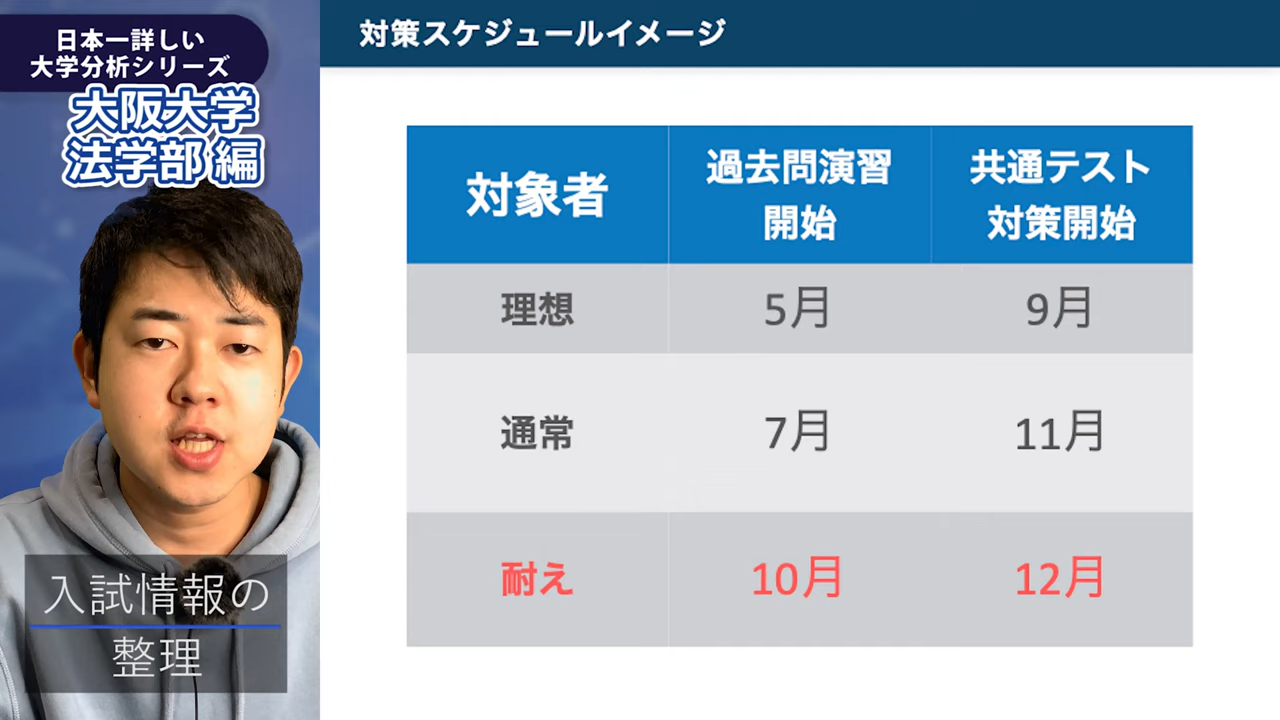 日本一詳しい
大学分析シリーズ
大阪大学
法学部 編
入試情報の
整理
対策スケジュールイメージ
対象者
過去問演習
開始
共通テスト
対策開始
理想
5月
9月
通常
7月
11月
耐え
10月
12月